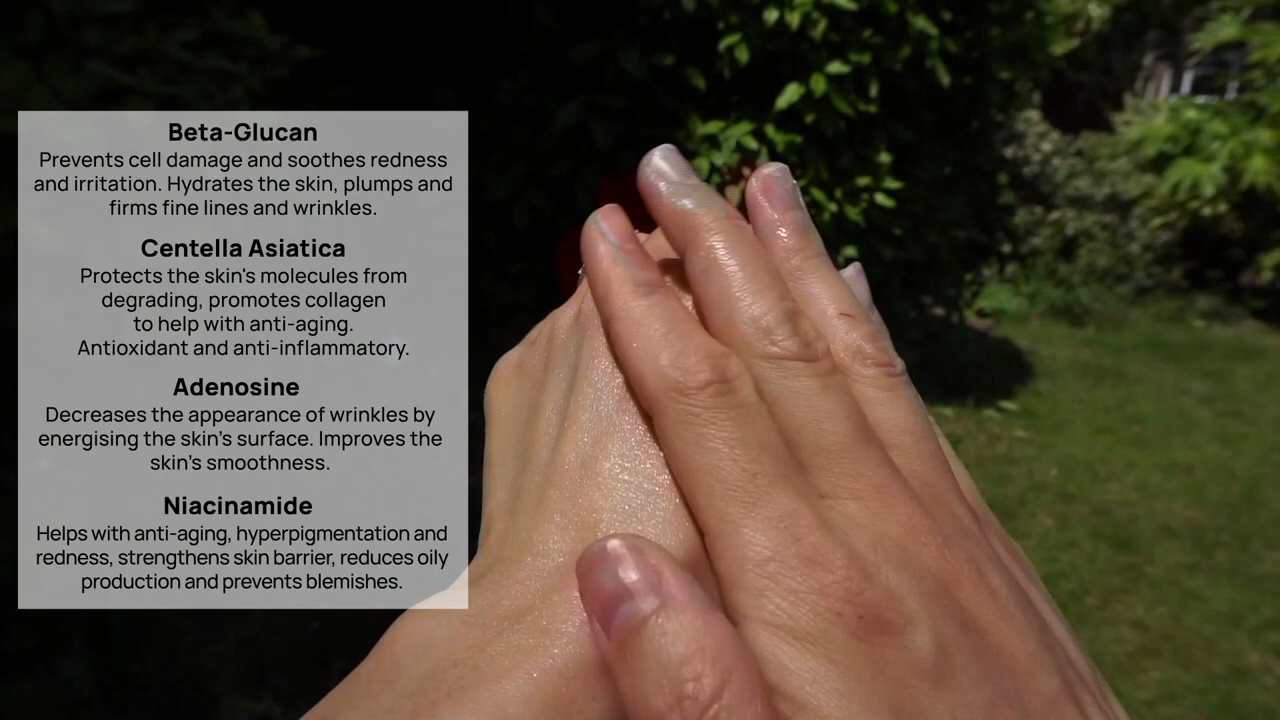 Beta-Glucan
Prevents cell damage and soothes redness
and irritation. Hydrates the skin, plumps and
firms fine lines and wrinkles.
Centella Asiatica
Protects the skin's molecules from
degrading, promotes collagen
to help with anti-aging.
Antioxidant and anti-inflammatory.
Adenosine
Decreases the appearance of wrinkles by
energising the skin's surface. Improves the
skin's smoothness.
Niacinamide
Helps with anti-aging, hyperpigmentation and
redness, strengthens skin barrier, reduces oily
production and prevents blemishes.